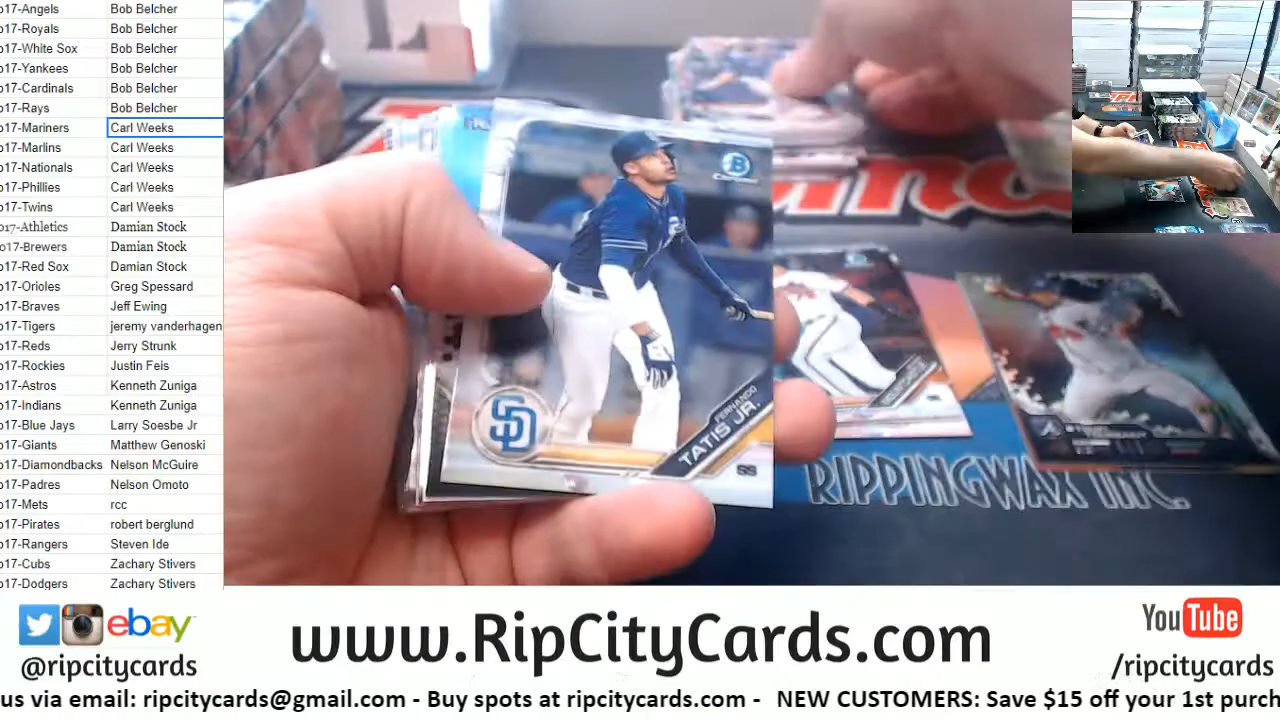 o17-Angels Bob Belcher
o17-Royals Bob Belcher
o17-White Sox Bob Belcher
o17-Yankees Bob Belcher
o17-Cardinals Bob Belcher
o17-Rays Bob Belcher
o17-Mariners Carl Weeks
o17-Marlins Carl Weeks
o17-Nationals Carl Weeks
o17-Phillies Carl Weeks
o17-Twins Carl Weeks
o17-Athletics Damian Stock
o17-Brewers Damian Stock
o17-Red Sox Damian Stock
o17-Orioles Greg Spessard
o17-Braves Jeff Ewing
o17-Tigers jeremy vanderhagen
o17-Reds Jerry Strunk
o17-Rockies Justin Feis
o17-Astros Kenneth Zuniga
o17-Indians Kenneth Zuniga
o17-Blue Jays Larry Soesbe Jr
o17-Giants Matthew Genoski
o17-Diamondbacks Nelson McGuire
o17-Padres Nelson Omoto
o17-Mets rcc
o17-Pirates robert berglund
o17-Rangers Steven Ide
o17-Cubs Zachary Stivers
o17-Dodgers Zachary Stivers
B
Chrome
SD
FERNANDO
TATIS JR.
SS
RIPPINGWAX INC.
ebay
@ripcitycards
www.RipCityCards.com
YouTube
/ripcitycards
us via email: ripcitycards@gmail.com - Buy spots at ripcitycards.com - NEW CUSTOMERS: Save $15 off your 1st purch